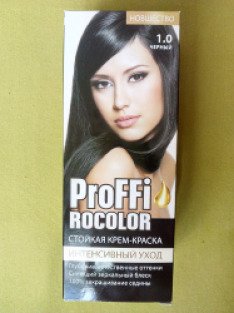 НОВШЕСТВО
1.0
ЧЕРНЫЙ
PROFFi
ROCOLOR
СТОЙКАЯ КРЕМ-КРАСКА
ИНТЕНСИВНЫЙ УХОД
Глубокие естественные оттенки
Сияющий зеркальный блеск
100% закрашивание седины